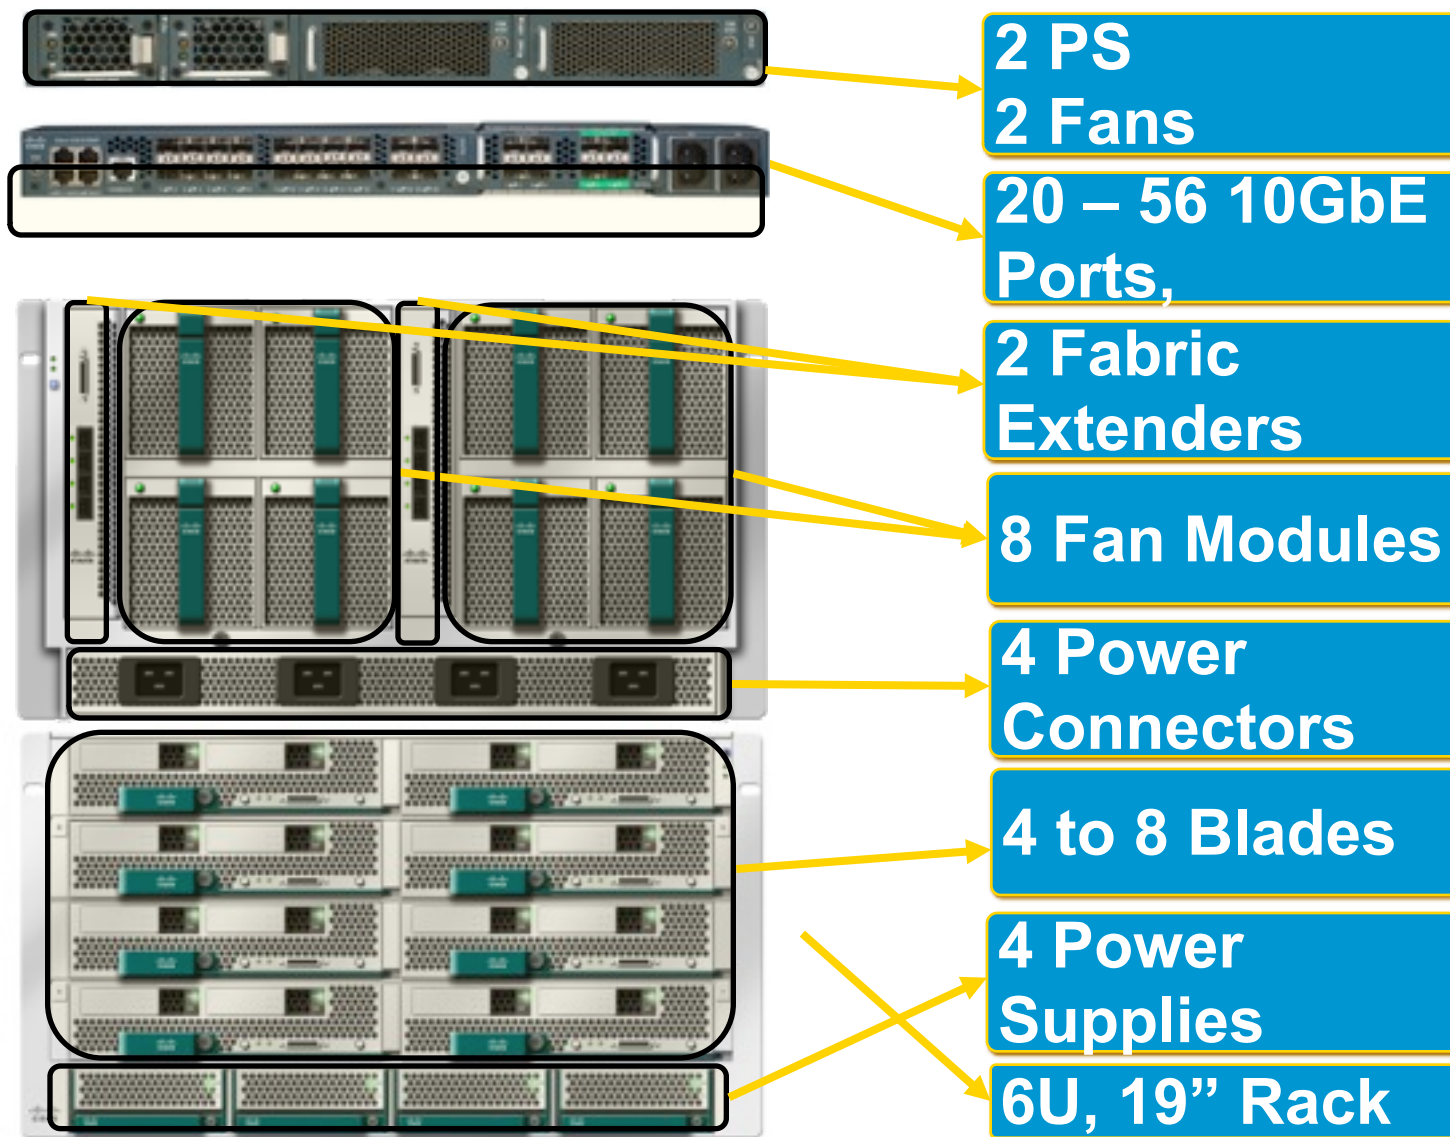 2 PS
2 Fans
20 – 56 10GbE
Ports,
2 Fabric
Extenders
8 Fan Modules
4 Power
Connectors
4 to 8 Blades
4 Power
Supplies
6U, 19” Rack